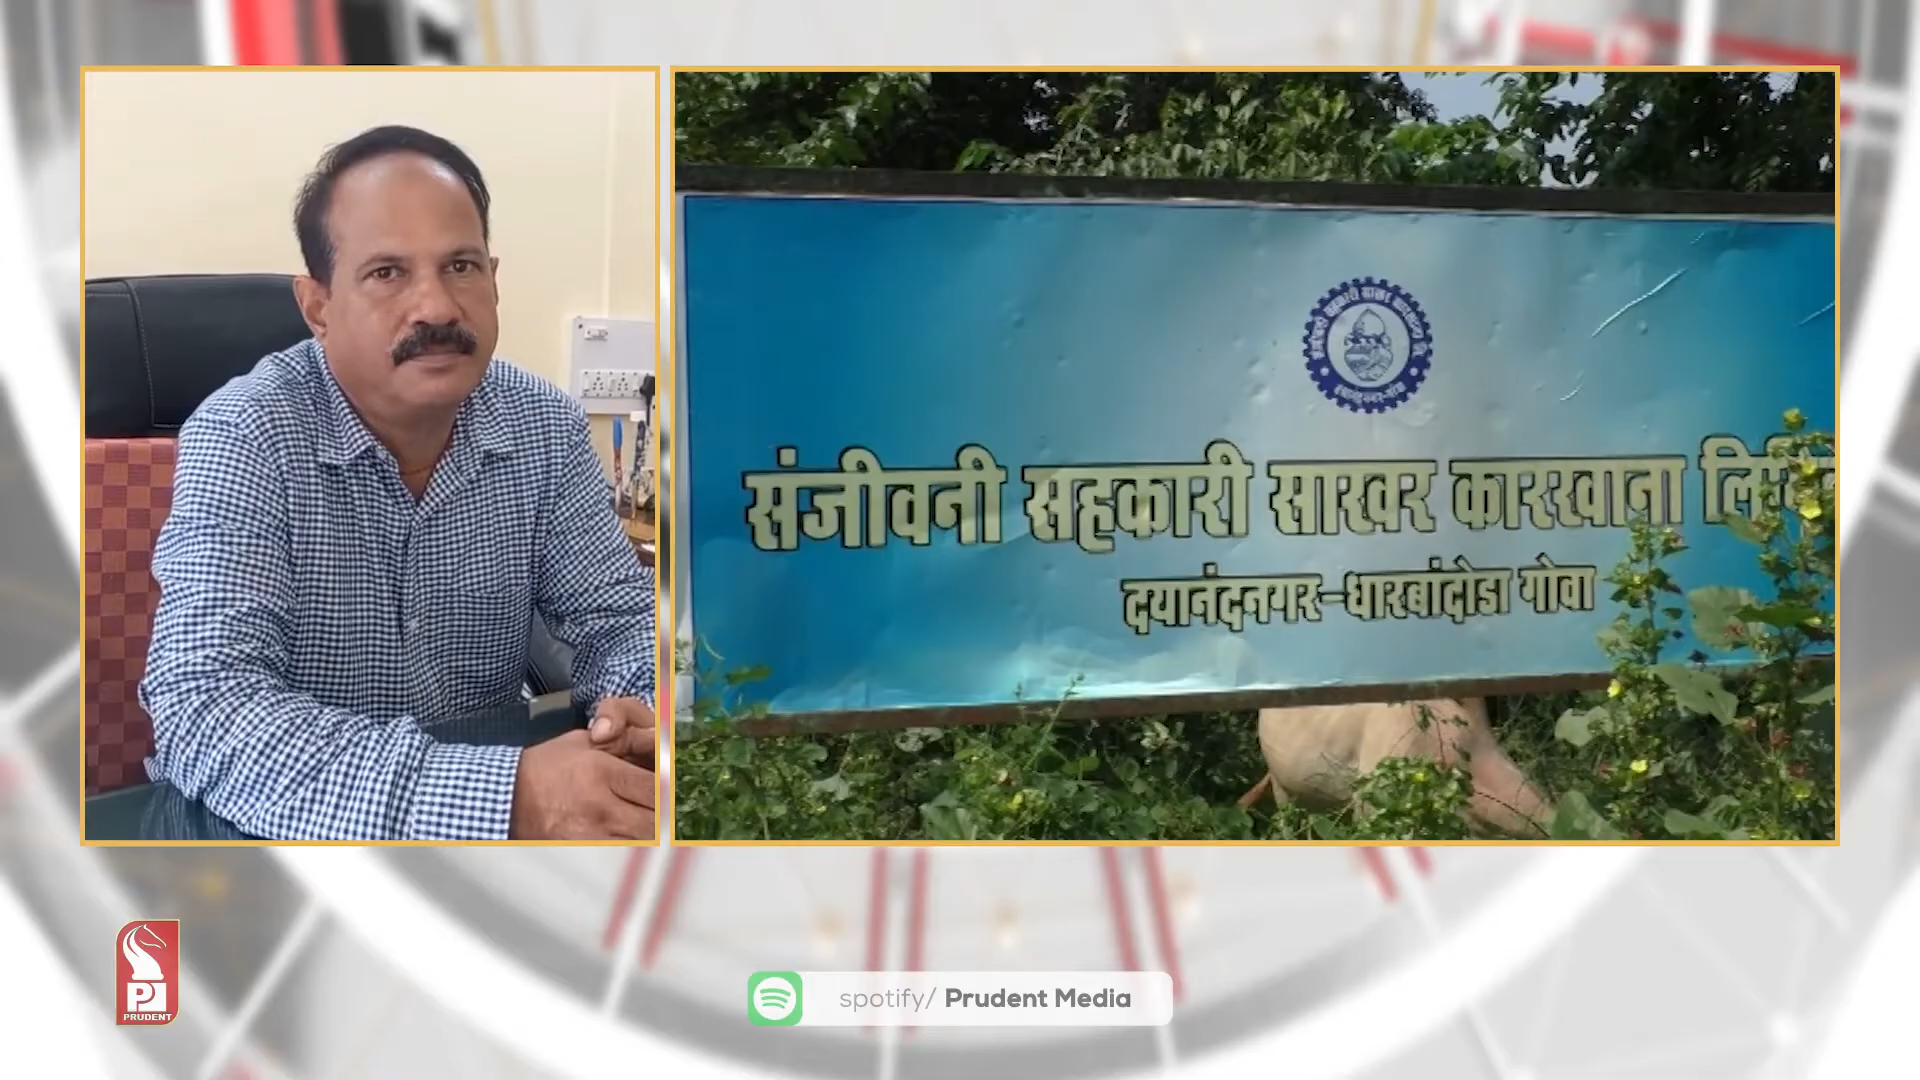 संजीवनी सहकारी साखर कारखाना
दयानंदनगर-धारबांदोडा गोवा
PRUDENT
spotify/ Prudent Media